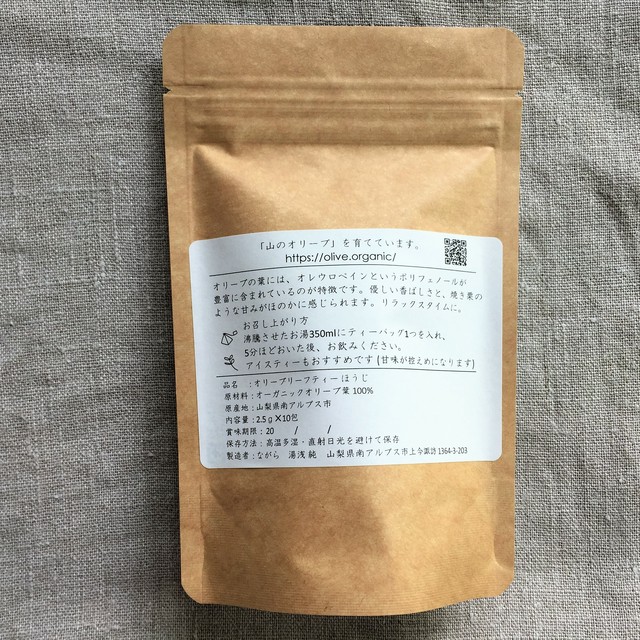 「山のオリーブ」を育てています。
https://olive.organic/
オリーブの葉には、オレウロペインというポリフェノールが
豊富に含まれているのが特徴です。優しい香ばしさと、焼き栗の
ような甘みがほのかに感じられます。リラックスタイムに。
お召し上がり方
沸騰させたお湯350mlにティーバッグ1つを入れ、
5分ほどおいた後、お飲みください。
アイスティーもおすすめです(甘味が控えめになります)
品名 :オリーブリーフティー ほうじ
原材料:オーガニックオリーブ葉 100%
原産地:山梨県南アルプス市
内容量:2.5g×10包
賞味期限:20 / /
保存方法:高温多湿・直射日光を避けて保存
製造者:ながら 湯浅 純 山梨県南アルプス市上今諏訪 1364-3-203